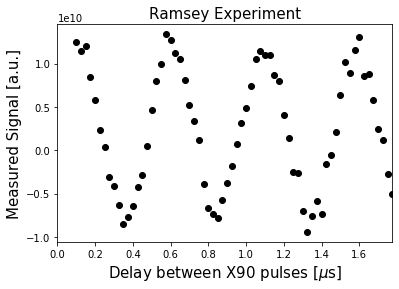 Ramsey Experiment
1e10
Measured Signal [a.u.]
1.0
0.5
0.0
−0.5
−1.0
0.0 0.2 0.4 0.6 0.8 1.0 1.2 1.4 1.6
Delay between X90 pulses [μs]